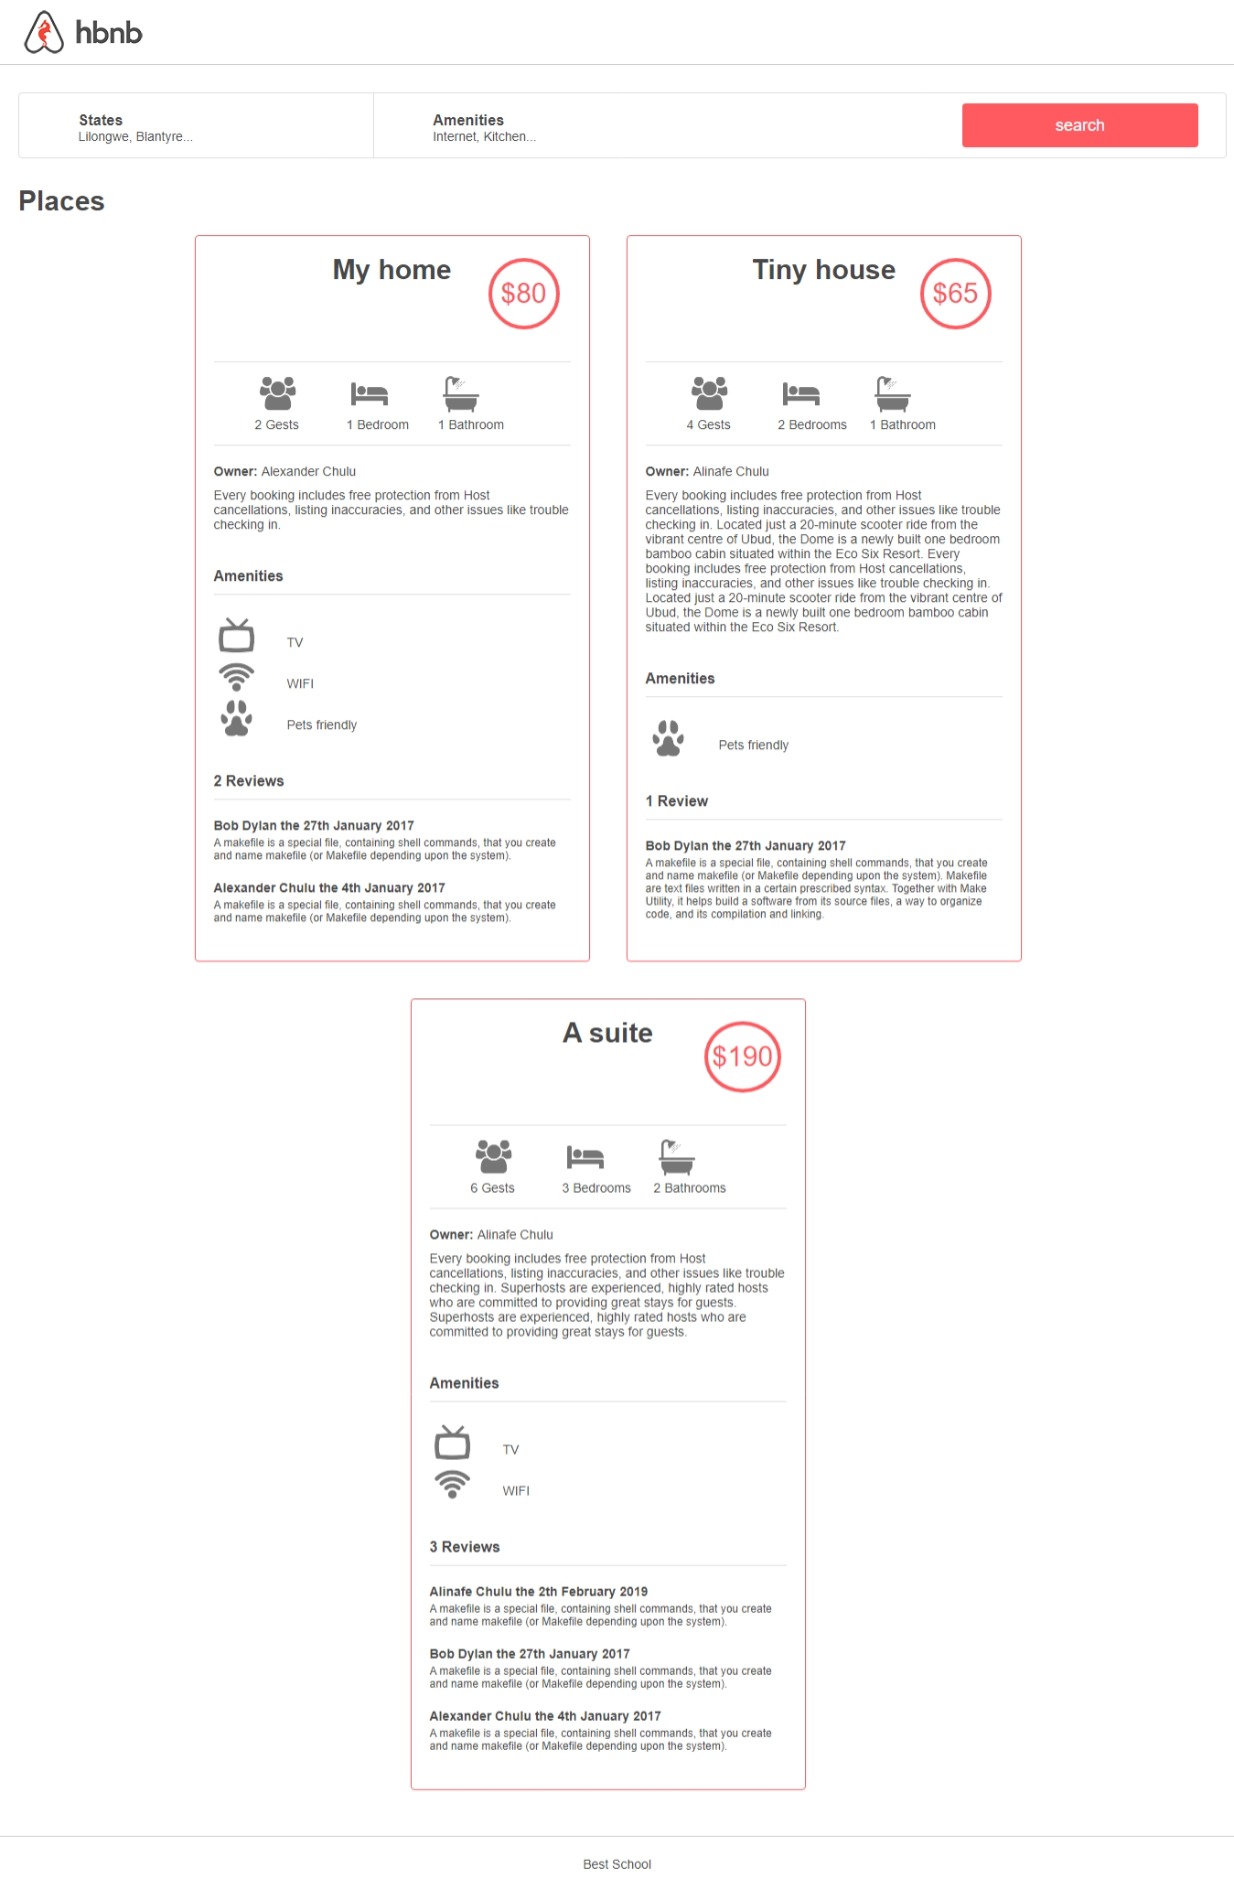 hbnb
States
Lilongwe, Blantyre...
Amenities
Internet, Kitchen...
search
Places
My home
$80
2 Gests
1 Bedroom
1 Bathroom
Owner: Alexander Chulu
Every booking includes free protection from Host
cancellations, listing inaccuracies, and other issues like trouble
checking in.
Amenities
TV
WIFI
Pets friendly
2 Reviews
Bob Dylan the 27th January 2017
A makefile is a special file, containing shell commands, that you create
and name makefile (or Makefile depending upon the system).
Alexander Chulu the 4th January 2017
A makefile is a special file, containing shell commands, that you create
and name makefile (or Makefile depending upon the system).
Tiny house
$65
4 Gests
2 Bedrooms
1 Bathroom
Owner: Alinafe Chulu
Every booking includes free protection from Host
cancellations, listing inaccuracies, and other issues like trouble
checking in. Located just a 20-minute scooter ride from the
vibrant centre of Ubud, the Dome is a newly built one bedroom
bamboo cabin situated within the Eco Six Resort. Every
booking includes free protection from Host cancellations,
listing inaccuracies, and other issues like trouble checking in.
Located just a 20-minute scooter ride from the vibrant centre of
Ubud, the Dome is a newly built one bedroom bamboo cabin
situated within the Eco Six Resort.
Amenities
Pets friendly
1 Review
Bob Dylan the 27th January 2017
A makefile is a special file, containing shell commands, that you create
and name makefile (or Makefile depending upon the system). Makefile
are text files written in a certain prescribed syntax. Together with Make
Utility, it helps build a software from its source files, a way to organize
code, and its compilation and linking.
A suite
$190
6 Gests
3 Bedrooms
2 Bathrooms
Owner: Alinafe Chulu
Every booking includes free protection from Host
cancellations, listing inaccuracies, and other issues like trouble
checking in. Superhosts are experienced, highly rated hosts
who are committed to providing great stays for guests.
Superhosts are experienced, highly rated hosts who are
committed to providing great stays for guests.
Amenities
TV
WIFI
3 Reviews
Alinafe Chulu the 2th February 2019
A makefile is a special file, containing shell commands, that you create
and name makefile (or Makefile depending upon the system).
Bob Dylan the 27th January 2017
A makefile is a special file, containing shell commands, that you create
and name makefile (or Makefile depending upon the system).
Alexander Chulu the 4th January 2017
A makefile is a special file, containing shell commands, that you create
and name makefile (or Makefile depending upon the system).
Best School